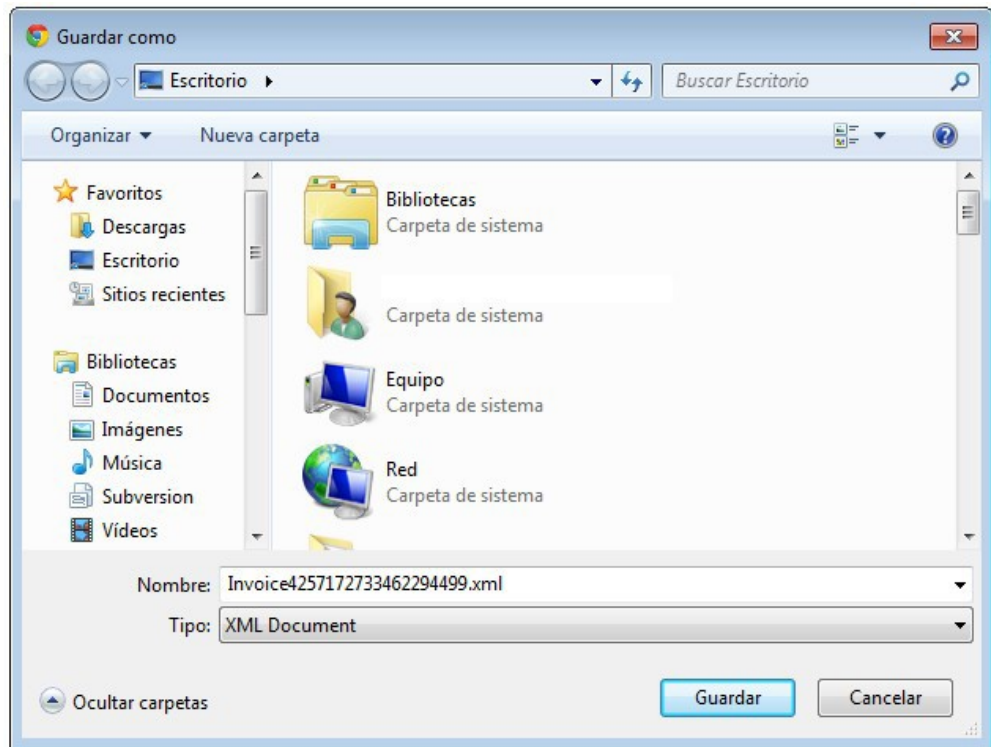 Guardar como
Escritorio
Buscar Escritorio
Organizar
Nueva carpeta
Favoritos
Descargas
Escritorio
Sitios recientes
Bibliotecas
Documentos
Imágenes
Música
Subversion
Vídeos
Bibliotecas
Carpeta de sistema
Carpeta de sistema
Equipo
Carpeta de sistema
Red
Carpeta de sistema
Nombre: Invoice4257172733462294499.xml
Tipo: XML Document
Ocultar carpetas
Guardar
Cancelar